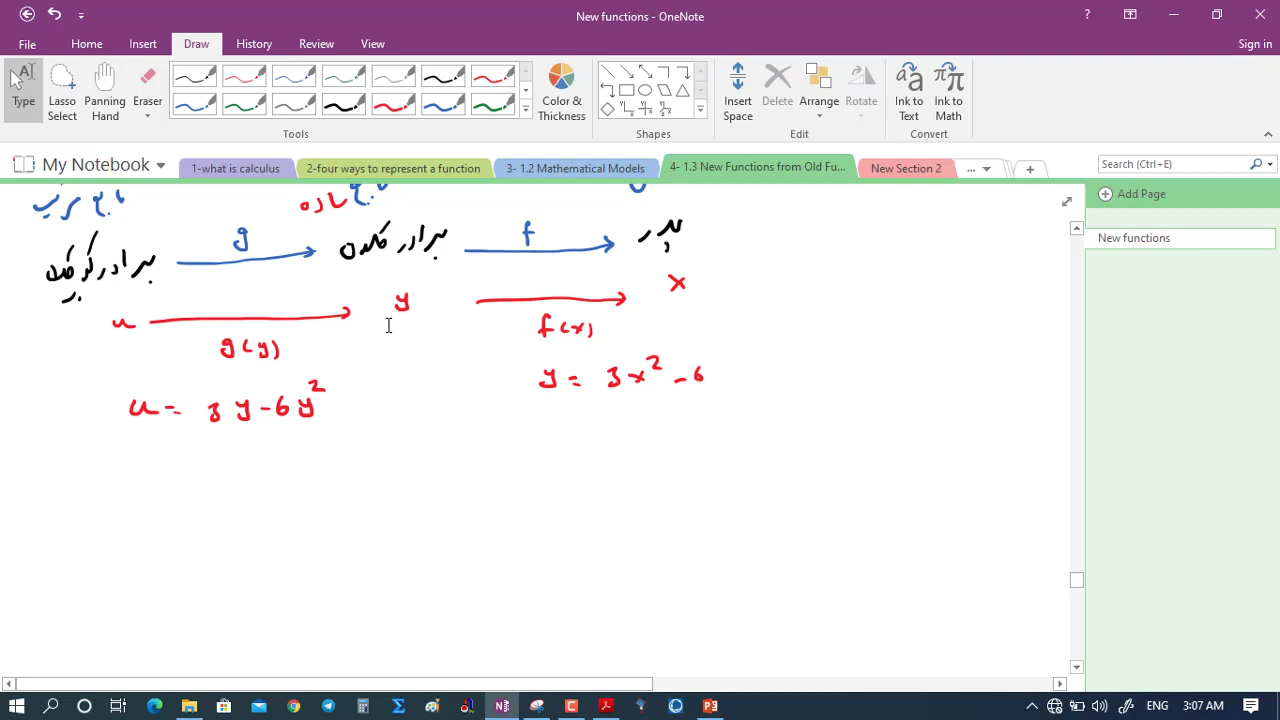 New functions - OneNote
? Sign in
File Home Insert Draw History Review View
Type
Lasso Select
Panning Hand
Eraser
Color & Thickness
Insert Space
Delete
Arrange
Rotate
Ink to Text
Ink to Math
Tools
Shapes
Edit
Convert
My Notebook
1-what is calculus
2-four ways to represent a function
3- 1.2 Mathematical Models
4- 1.3 New Functions from Old Fu...
New Section 2
...
Search (Ctrl+E)
Add Page
New functions
تابع ساده
برادر کوچک g برادر کلان f پدر
u y x
g(y) f(x)
y = 3x² - 6
u = 3y - 6y²
ENG 3:07 AM